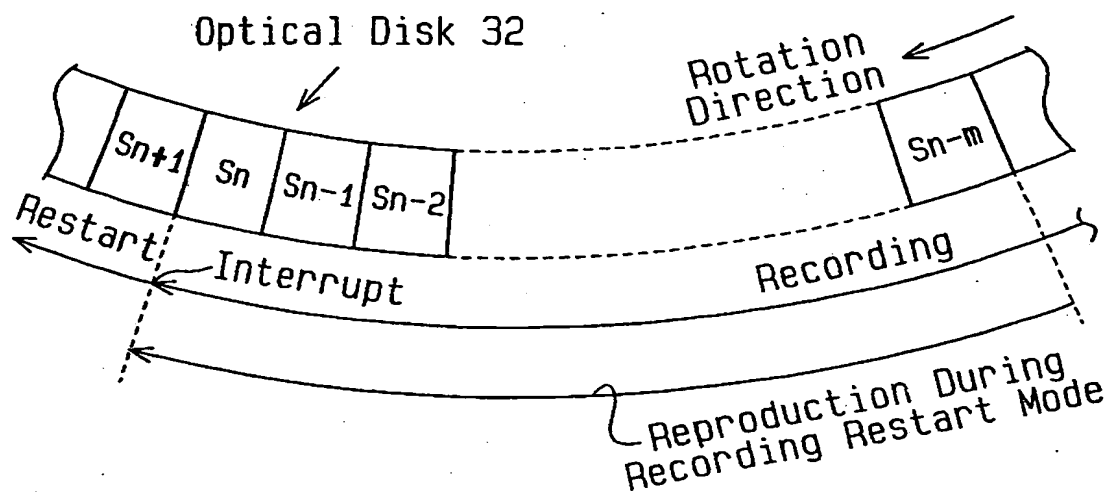 Optical Disk 32
Rotation
Direction
Sn+1
Sn
Sn-1
Sn-2
Sn-m
Restart
Interrupt
Recording
Reproduction During
Recording Restart Mode